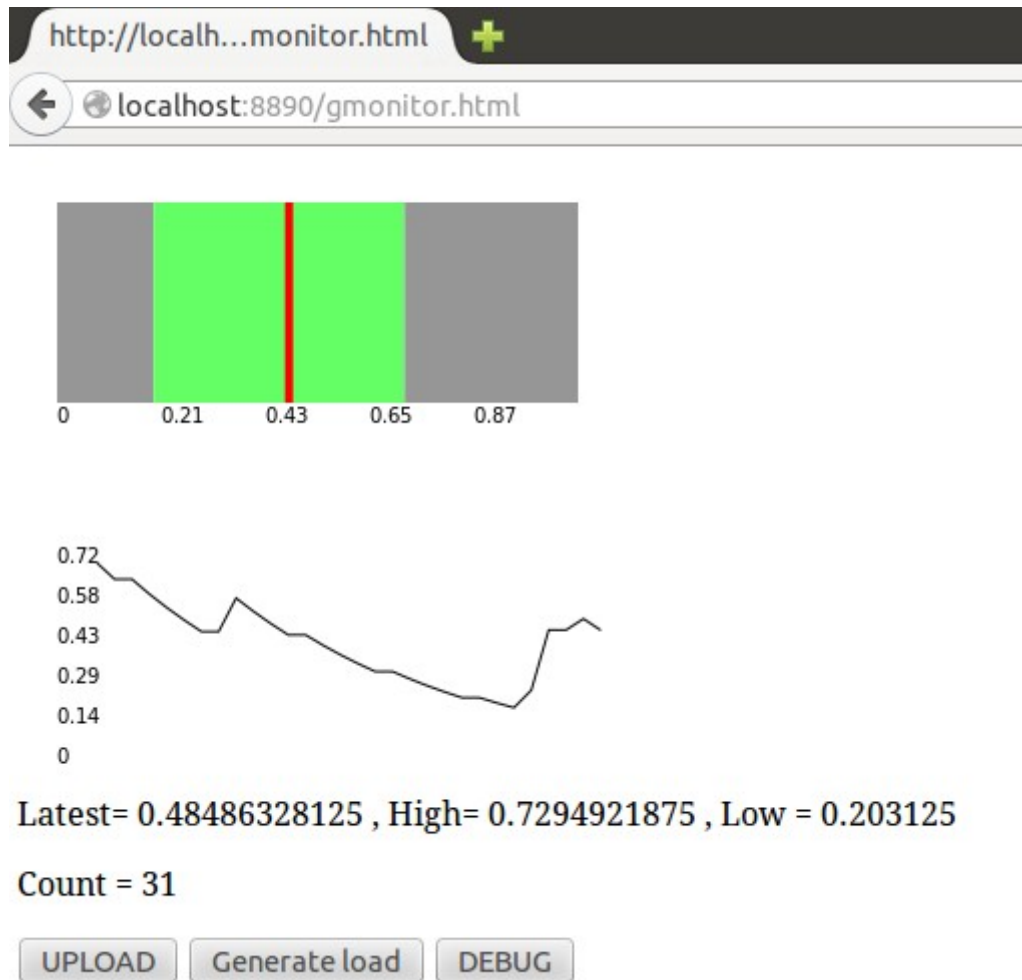 http://localh...monitor.html
localhost:8890/gmonitor.html
0 0.21 0.43 0.65 0.87
0.72
0.58
0.43
0.29
0.14
0
Latest= 0.48486328125 , High= 0.7294921875 , Low = 0.203125
Count = 31
UPLOAD Generate load DEBUG